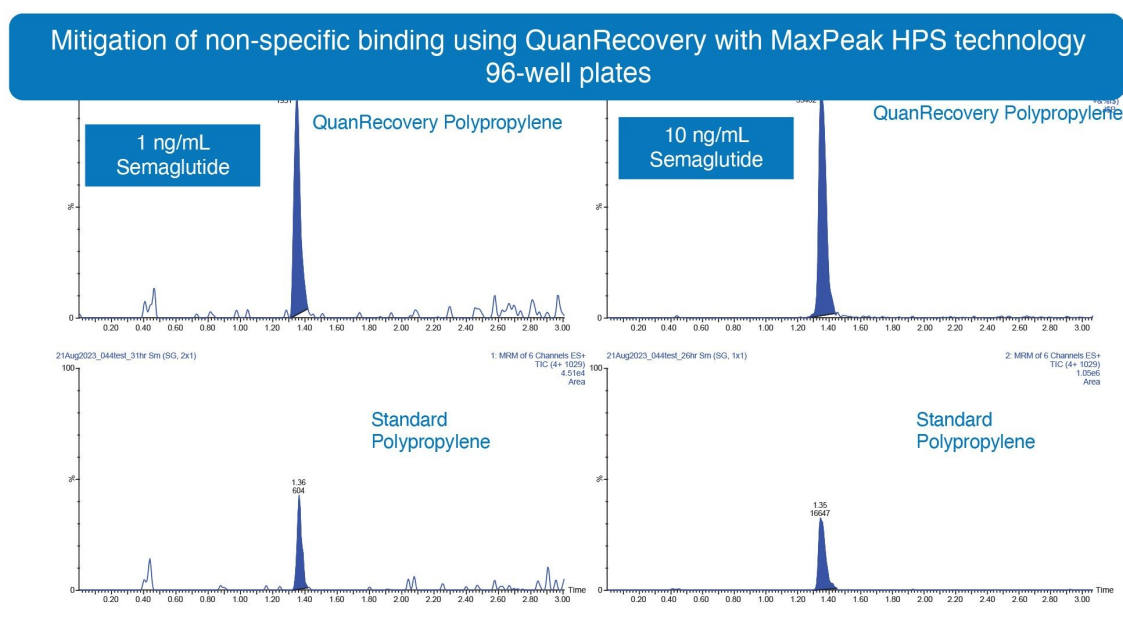 Mitigation of non-specific binding using QuanRecovery with MaxPeak HPS technology
96-well plates
QuanRecovery Polypropylene
1 ng/mL
Semaglutide
%
0
0.20 0.40 0.60 0.80 1.00 1.20 1.40 1.60 1.80 2.00 2.20 2.40 2.60 2.80 3.00
QuanRecovery Polypropylene
10 ng/mL
Semaglutide
%
0
0.20 0.40 0.60 0.80 1.00 1.20 1.40 1.60 1.80 2.00 2.20 2.40 2.60 2.80 3.00
21Aug2023_044test_31hr Sm (SG, 2x1)
1: MRM of 6 Channels ES+
TIC (4+ 1029)
4.51e4
Area
100
Standard
Polypropylene
%
1.36
604
0
Time
0.20 0.40 0.60 0.80 1.00 1.20 1.40 1.60 1.80 2.00 2.20 2.40 2.60 2.80 3.00
21Aug2023_044test_26hr Sm (SG, 1x1)
2: MRM of 6 Channels ES+
TIC (4+ 1029)
1.05e6
Area
100
Standard
Polypropylene
%
1.35
16647
0
Time
0.20 0.40 0.60 0.80 1.00 1.20 1.40 1.60 1.80 2.00 2.20 2.40 2.60 2.80 3.00